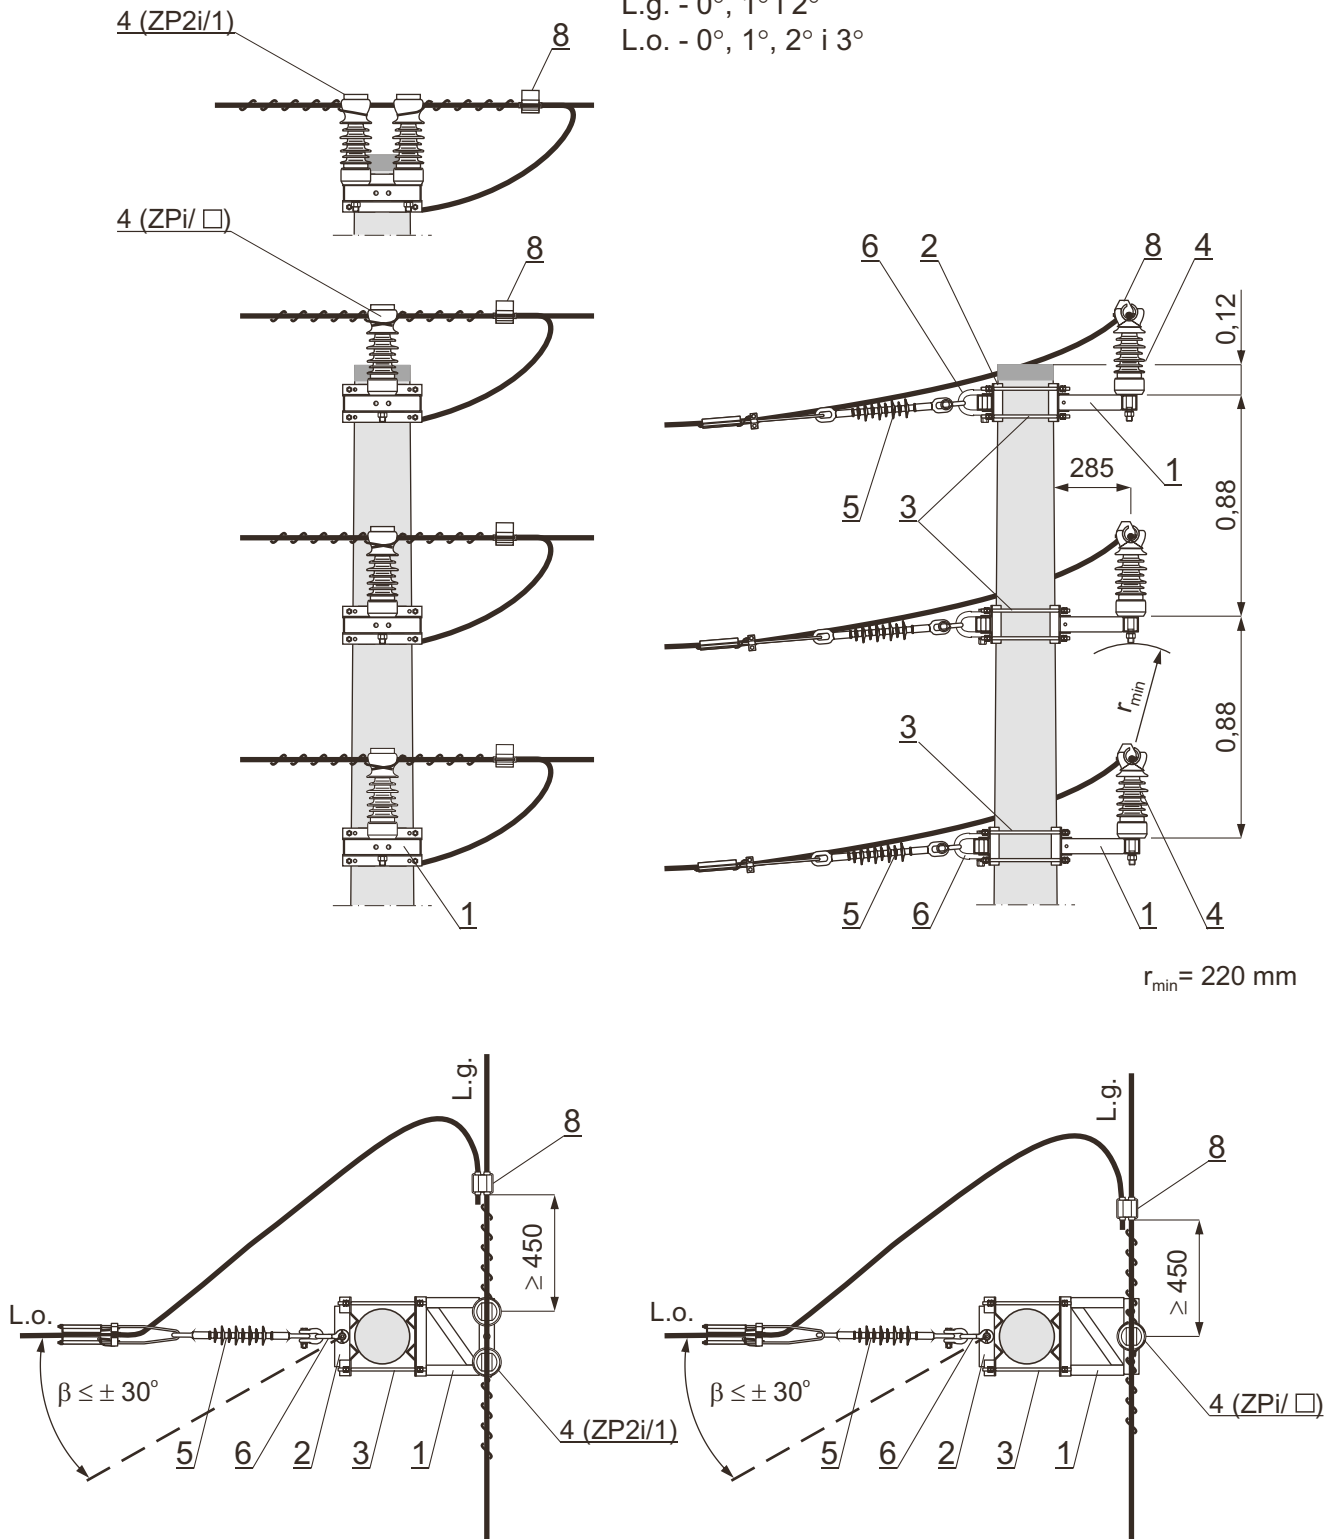 L.g. - 0°, 1° i 2°
L.o. - 0°, 1°, 2° i 3°
4 (ZP2i/1)
8
4 (ZPi/ □)
8
6
2
8
4
0,12
285
1
5
3
0,88
r min
3
0,88
1
5
6
1
4
r min = 220 mm
L.g.
8
≥ 450
L.o.
β ≤ ± 30°
5
6
2
3
1
4 (ZP2i/1)
L.g.
8
≥ 450
L.o.
β ≤ ± 30°
5
6
2
3
1
4 (ZPi/ □)